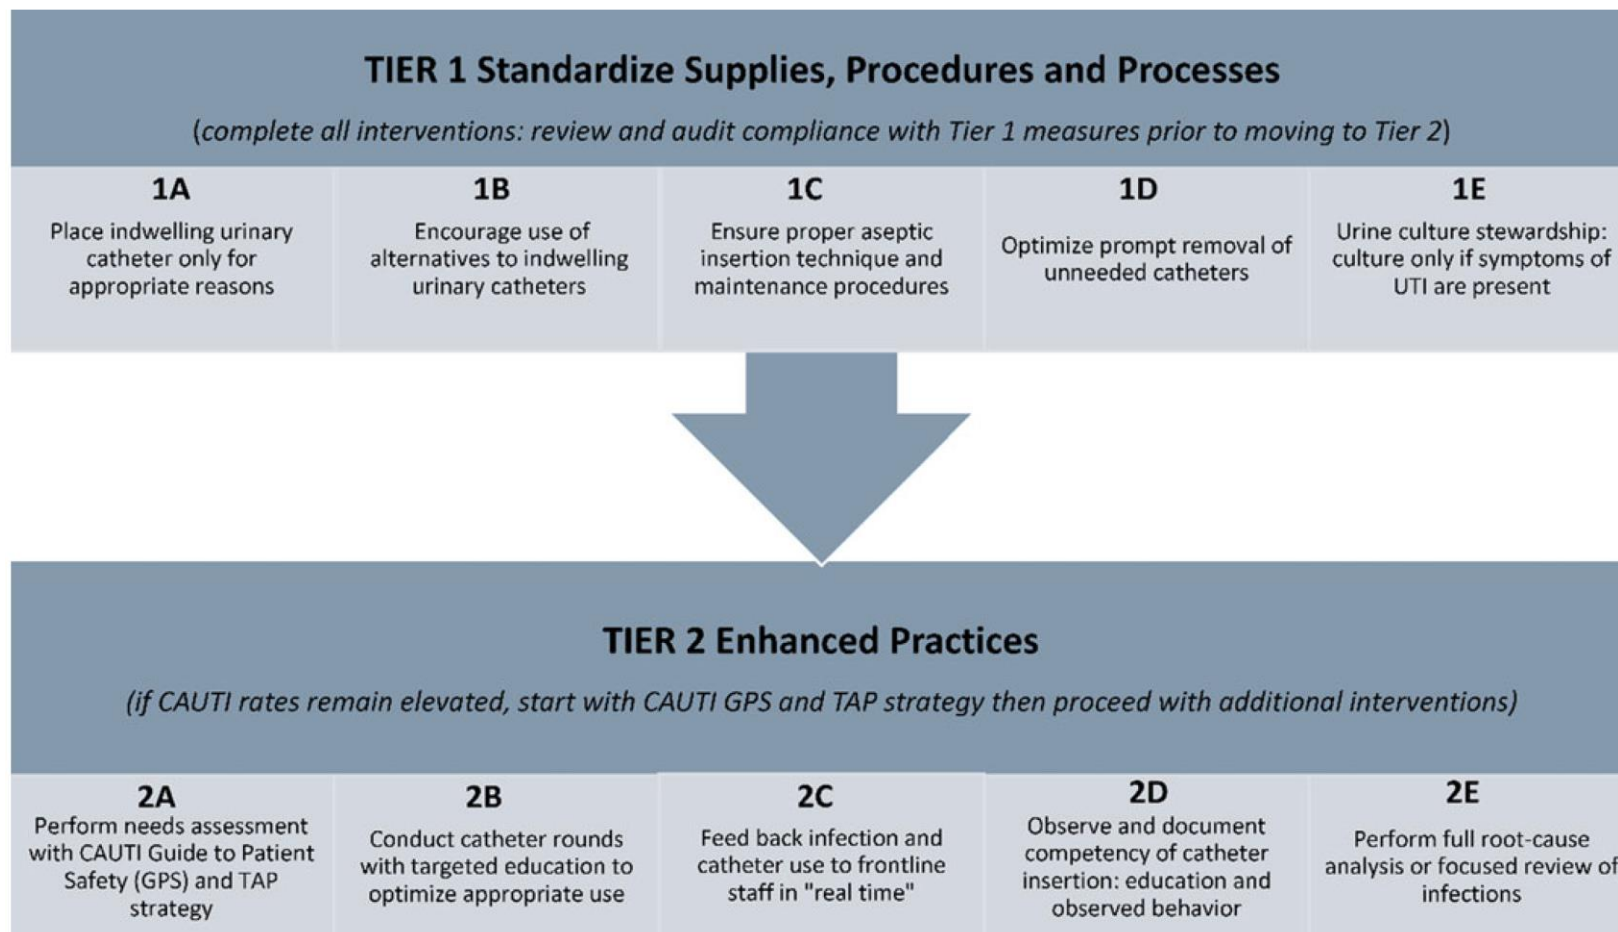 TIER 1 Standardize Supplies, Procedures and Processes
(complete all interventions: review and audit compliance with Tier 1 measures prior to moving to Tier 2)
1A
Place indwelling urinary
catheter only for
appropriate reasons
1B
Encourage use of
alternatives to indwelling
urinary catheters
1C
Ensure proper aseptic
insertion technique and
maintenance procedures
1D
Optimize prompt removal of
unneeded catheters
1E
Urine culture stewardship:
culture only if symptoms of
UTI are present
TIER 2 Enhanced Practices
(if CAUTI rates remain elevated, start with CAUTI GPS and TAP strategy then proceed with additional interventions)
2A
Perform needs assessment
with CAUTI Guide to Patient
Safety (GPS) and TAP
strategy
2B
Conduct catheter rounds
with targeted education to
optimize appropriate use
2C
Feed back infection and
catheter use to frontline
staff in "real time"
2D
Observe and document
competency of catheter
insertion: education and
observed behavior
2E
Perform full root-cause
analysis or focused review of
infections